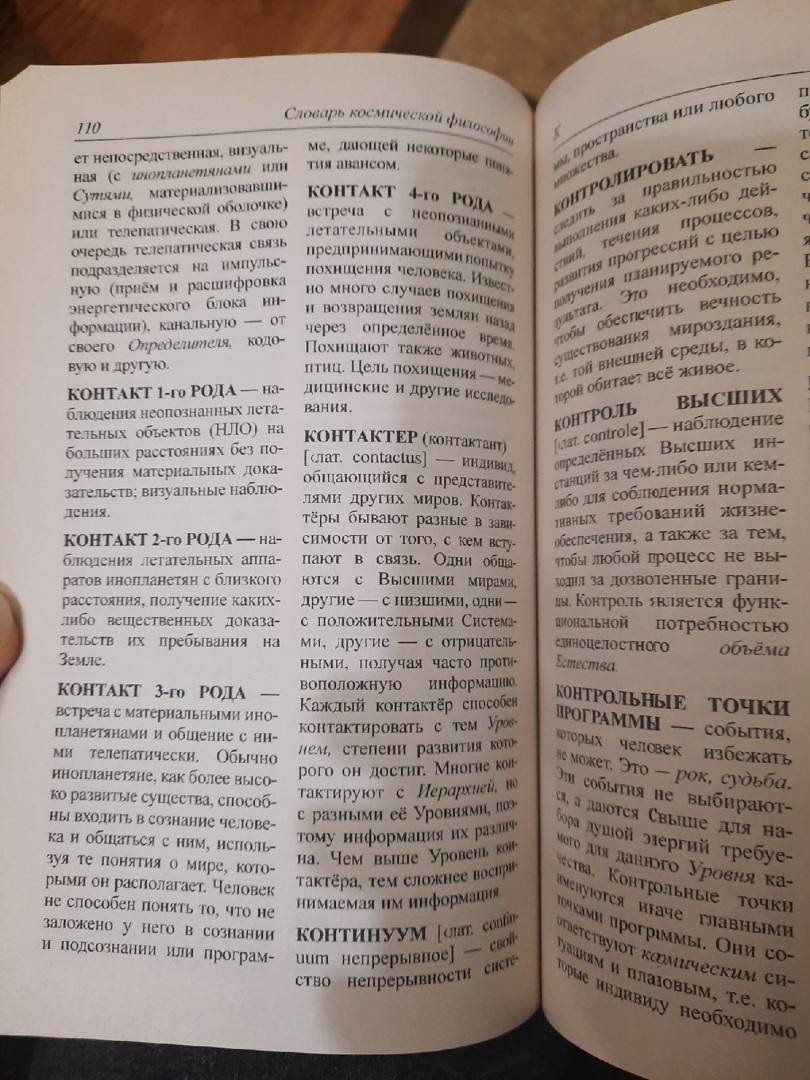 110
Словарь космической философии
ет непосредственная, визуаль-
ная (с инопланетянами или
Сутями, материализовавши-
мися в физической оболочке)
или телепатическая. В свою
очередь телепатическая связь
подразделяется на импульс-
ную (приём и расшифровка
энергетического блока ин-
формации), канальную — от
своего Определителя, кодо-
вую и другую.
КОНТАКТ 1-го РОДА — на-
блюдения неопознанных лета-
тельных объектов (НЛО) на
больших расстояниях без по-
лучения материальных дока-
зательств; визуальные наблю-
дения.
КОНТАКТ 2-го РОДА — на-
блюдения летательных аппа-
ратов инопланетян с близкого
расстояния, получение каких-
либо вещественных доказа-
тельств их пребывания на
Земле.
КОНТАКТ 3-го РОДА —
встреча с материальными ино-
планетянами и общение с ни-
ми телепатически. Обычно
инопланетяне, как более высо-
ко развитые существа, способ-
ны входить в сознание челове-
ка и общаться с ним, исполь-
зуя те понятия о мире, кото-
рыми он располагает. Человек
не способен понять то, что не
заложено у него в сознании
и подсознании или програм-
ме, дающей некоторые поня-
тия авансом.
КОНТАКТ 4-го РОДА —
встреча с неопознанными
летательными объектами,
предпринимающими попытку
похищения человека. Извест-
но много случаев похищения
и возвращения землян назад
через определённое время.
Похищают также животных,
птиц. Цель похищения — ме-
дицинские и другие исследо-
вания.
КОНТАКТЕР (контактант)
[‹лат. contactus] — индивид,
общающийся с представите-
лями других миров. Контак-
тёры бывают разные в зави-
симости от того, с кем всту-
пают в связь. Одни обща-
ются с Высшими мирами,
другие — с низшими, одни —
с положительными Система-
ми, другие — с отрицатель-
ными, получая часто проти-
воположную информацию.
Каждый контактёр способен
контактировать с тем Уров-
нем, степени развития кото-
рого он достиг. Многие кон-
тактируют с Иерархией, но
с разными её Уровнями, поэ-
тому информация их различ-
на. Чем выше Уровень кон-
тактёра, тем сложнее воспри-
нимаемая им информация.
КОНТИНУУМ [‹лат. contin-
uum непрерывное] — свой-
ство непрерывности систе-
К
мы, пространства или любого
множества.
КОНТРОЛИРОВАТЬ —
следить за правильностью
выполнения каких-либо дей-
ствий, течения процессов,
развития прогрессий с целью
получения планируемого ре-
зультата. Это необходимо,
чтобы обеспечить вечность
существования мироздания,
т.е. той внешней среды, в ко-
торой обитает всё живое.
КОНТРОЛЬ ВЫСШИХ
[‹лат. controle] — наблюдение
определённых Высших ин-
станций за чем-либо или кем-
либо для соблюдения норма-
тивных требований жизне-
обеспечения, а также за тем,
чтобы любой процесс не вы-
ходил за дозволенные грани-
цы. Контроль является функ-
циональной потребностью
единоцелостного объёма
Естества.
КОНТРОЛЬНЫЕ ТОЧКИ
ПРОГРАММЫ — события,
которых человек избежать
не может. Это — рок, судьба.
Эти события не выбирают-
ся, а даются Свыше для на-
бора душой энергий требуе-
мого для данного Уровня ка-
чества. Контрольные точки
именуются иначе главными
точками программы. Они со-
ответствуют кармическим си-
туациям и плазовым, т.е. ко-
торые индивиду необходимо